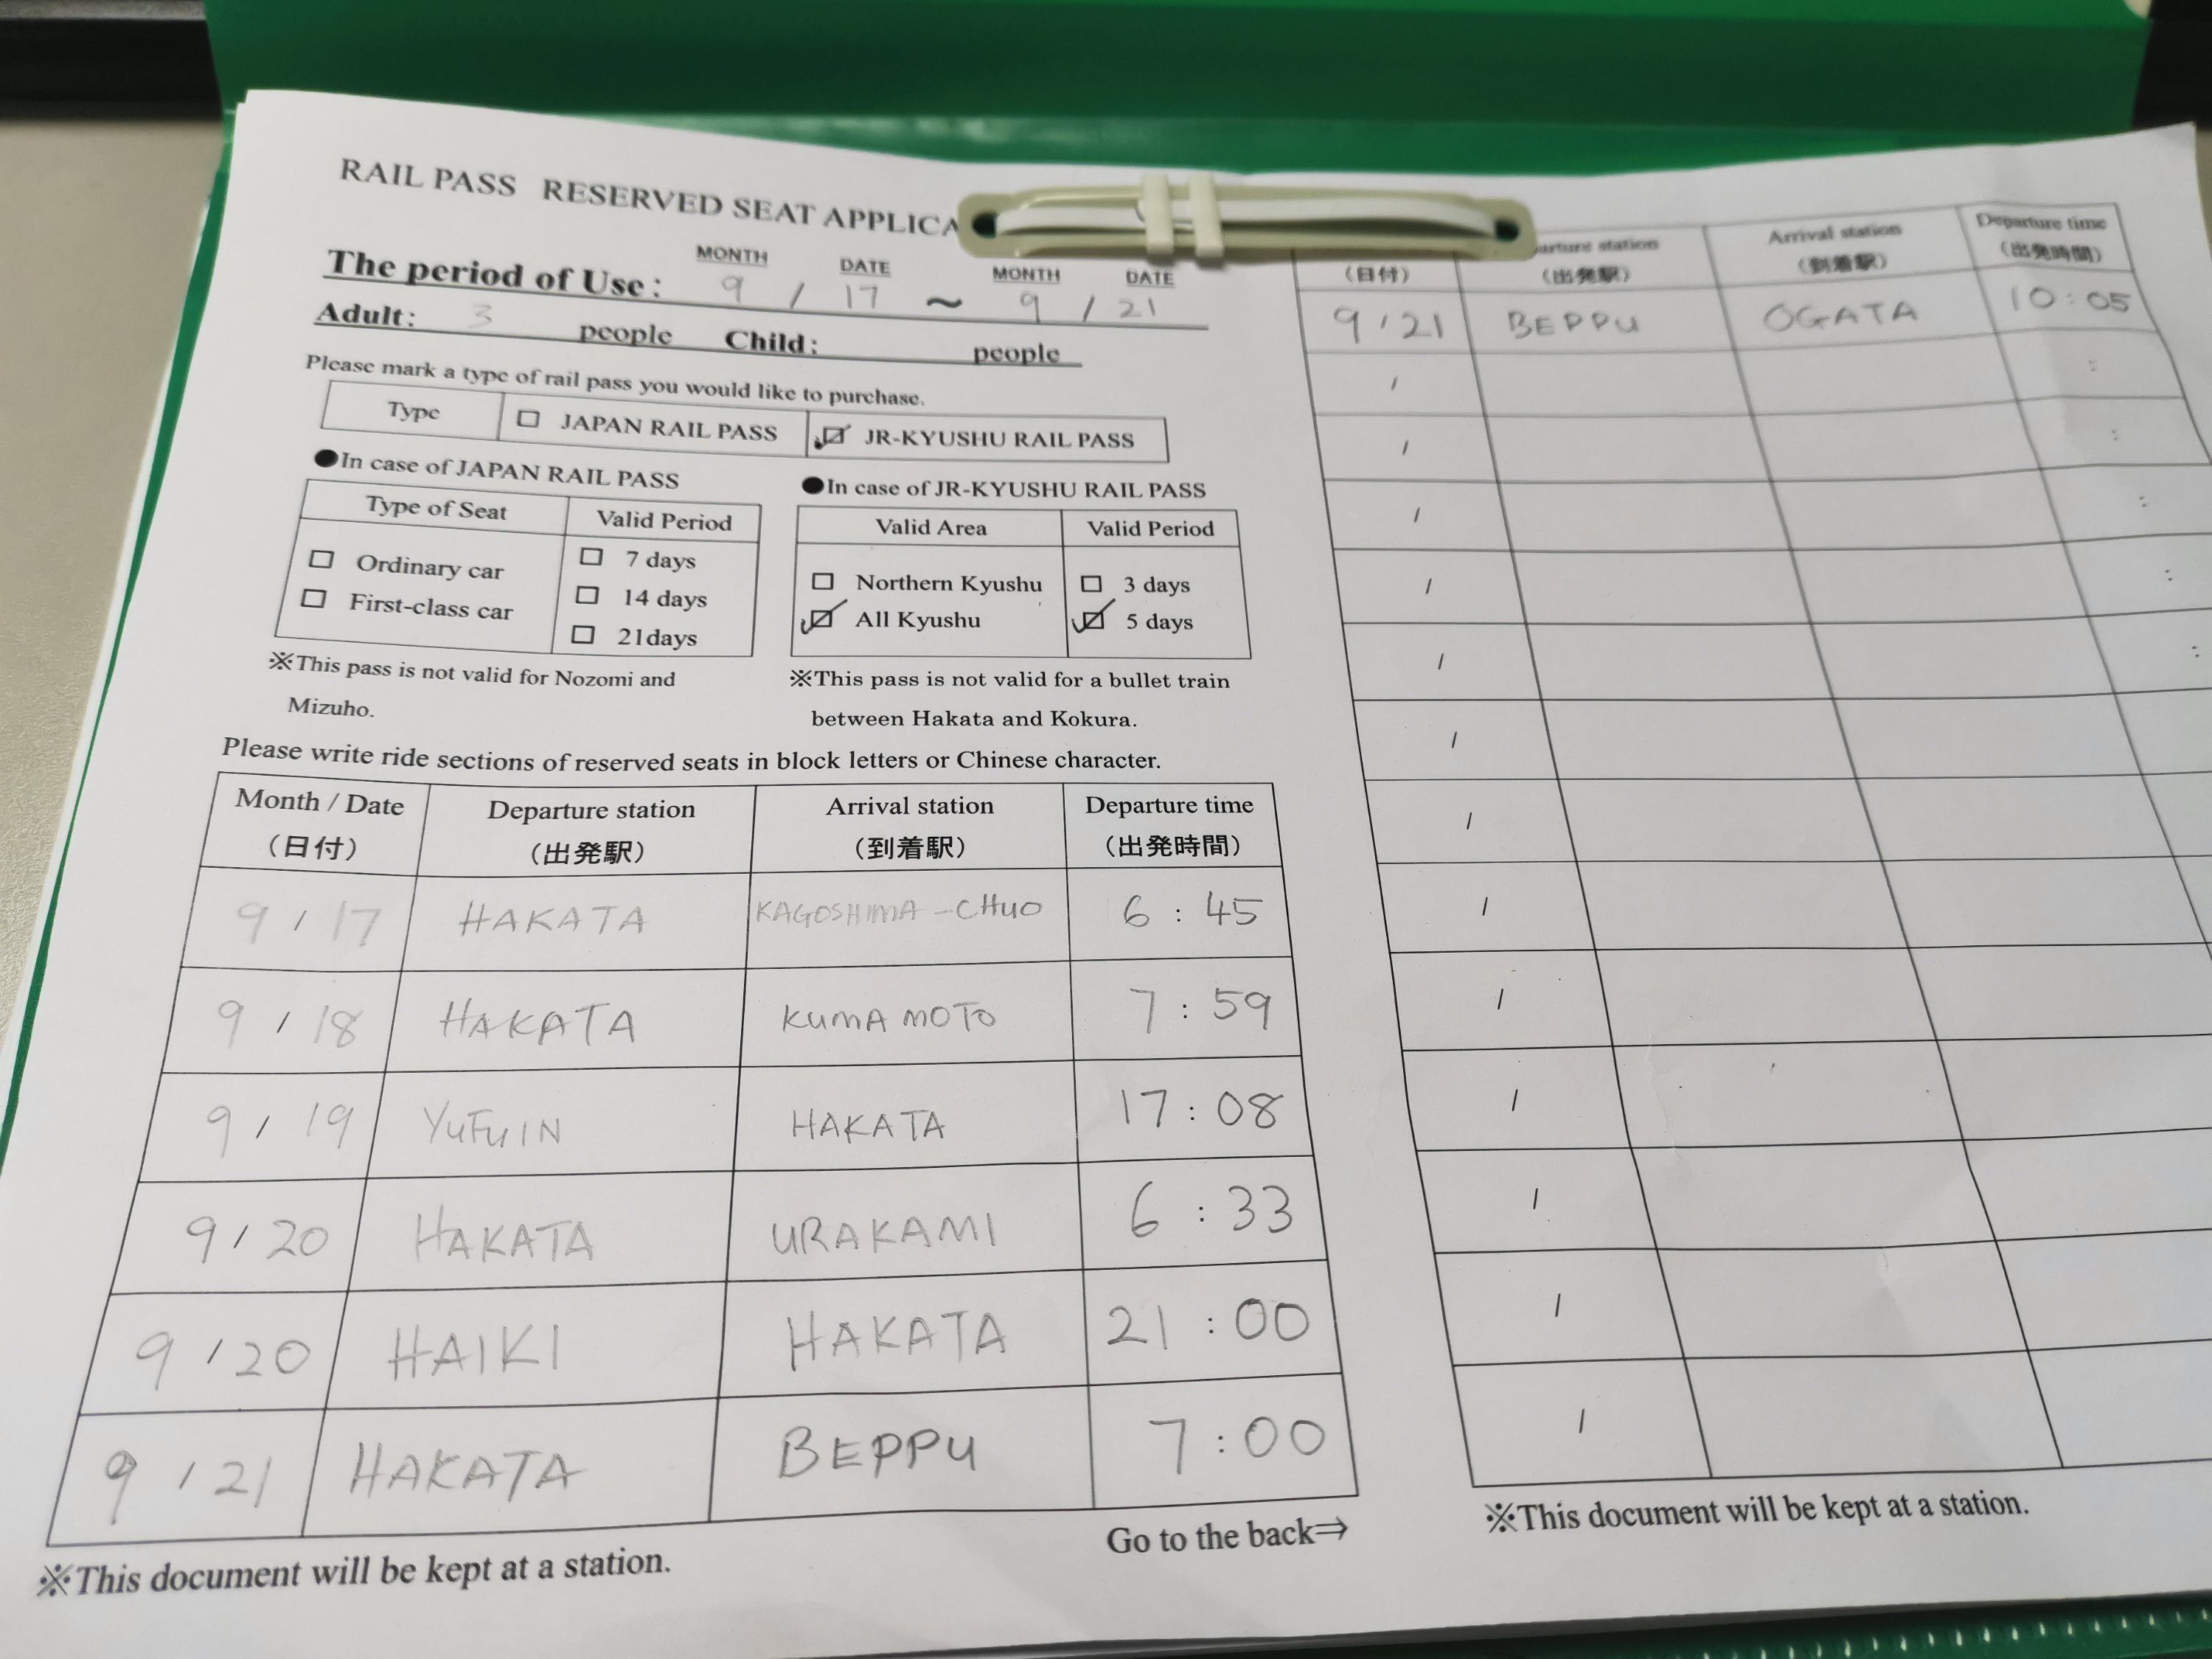 RAIL PASS RESERVED SEAT APPLICA
The period of Use: MONTH 9 / DATE 17 ~ MONTH 9 / DATE 21
Adult: 3 people Child: people
Please mark a type of rail pass you would like to purchase.
Type □ JAPAN RAIL PASS ☑ JR-KYUSHU RAIL PASS
●In case of JAPAN RAIL PASS
Type of Seat Valid Period
□ Ordinary car □ 7 days
□ First-class car □ 14 days
□ 21days
※This pass is not valid for Nozomi and
Mizuho.
●In case of JR-KYUSHU RAIL PASS
Valid Area Valid Period
□ Northern Kyushu □ 3 days
☑ All Kyushu ☑ 5 days
※This pass is not valid for a bullet train
between Hakata and Kokura.
Please write ride sections of reserved seats in block letters or Chinese character.
Month / Date Departure station Arrival station Departure time
(日付) (出発駅) (到着駅) (出発時間)
9 / 17 HAKATA KAGOSHIMA-CHUO 6 : 45
9 / 18 HAKATA KUMAMOTO 7 : 59
9 / 19 YUFUIN HAKATA 17 : 08
9 / 20 HAKATA URAKAMI 6 : 33
9 / 20 HAIKI HAKATA 21 : 00
9 / 21 HAKATA BEPPU 7 : 00
Go to the back⇒
※This document will be kept at a station.
arture station Arrival station Departure time
(日付) (出発駅) (到着駅) (出発時間)
9 / 21 BEPPU OGATA 10 : 05
/ :
/ :
/ :
/ :
/ :
/
/
/
/
/
/
/
/
※This document will be kept at a station.